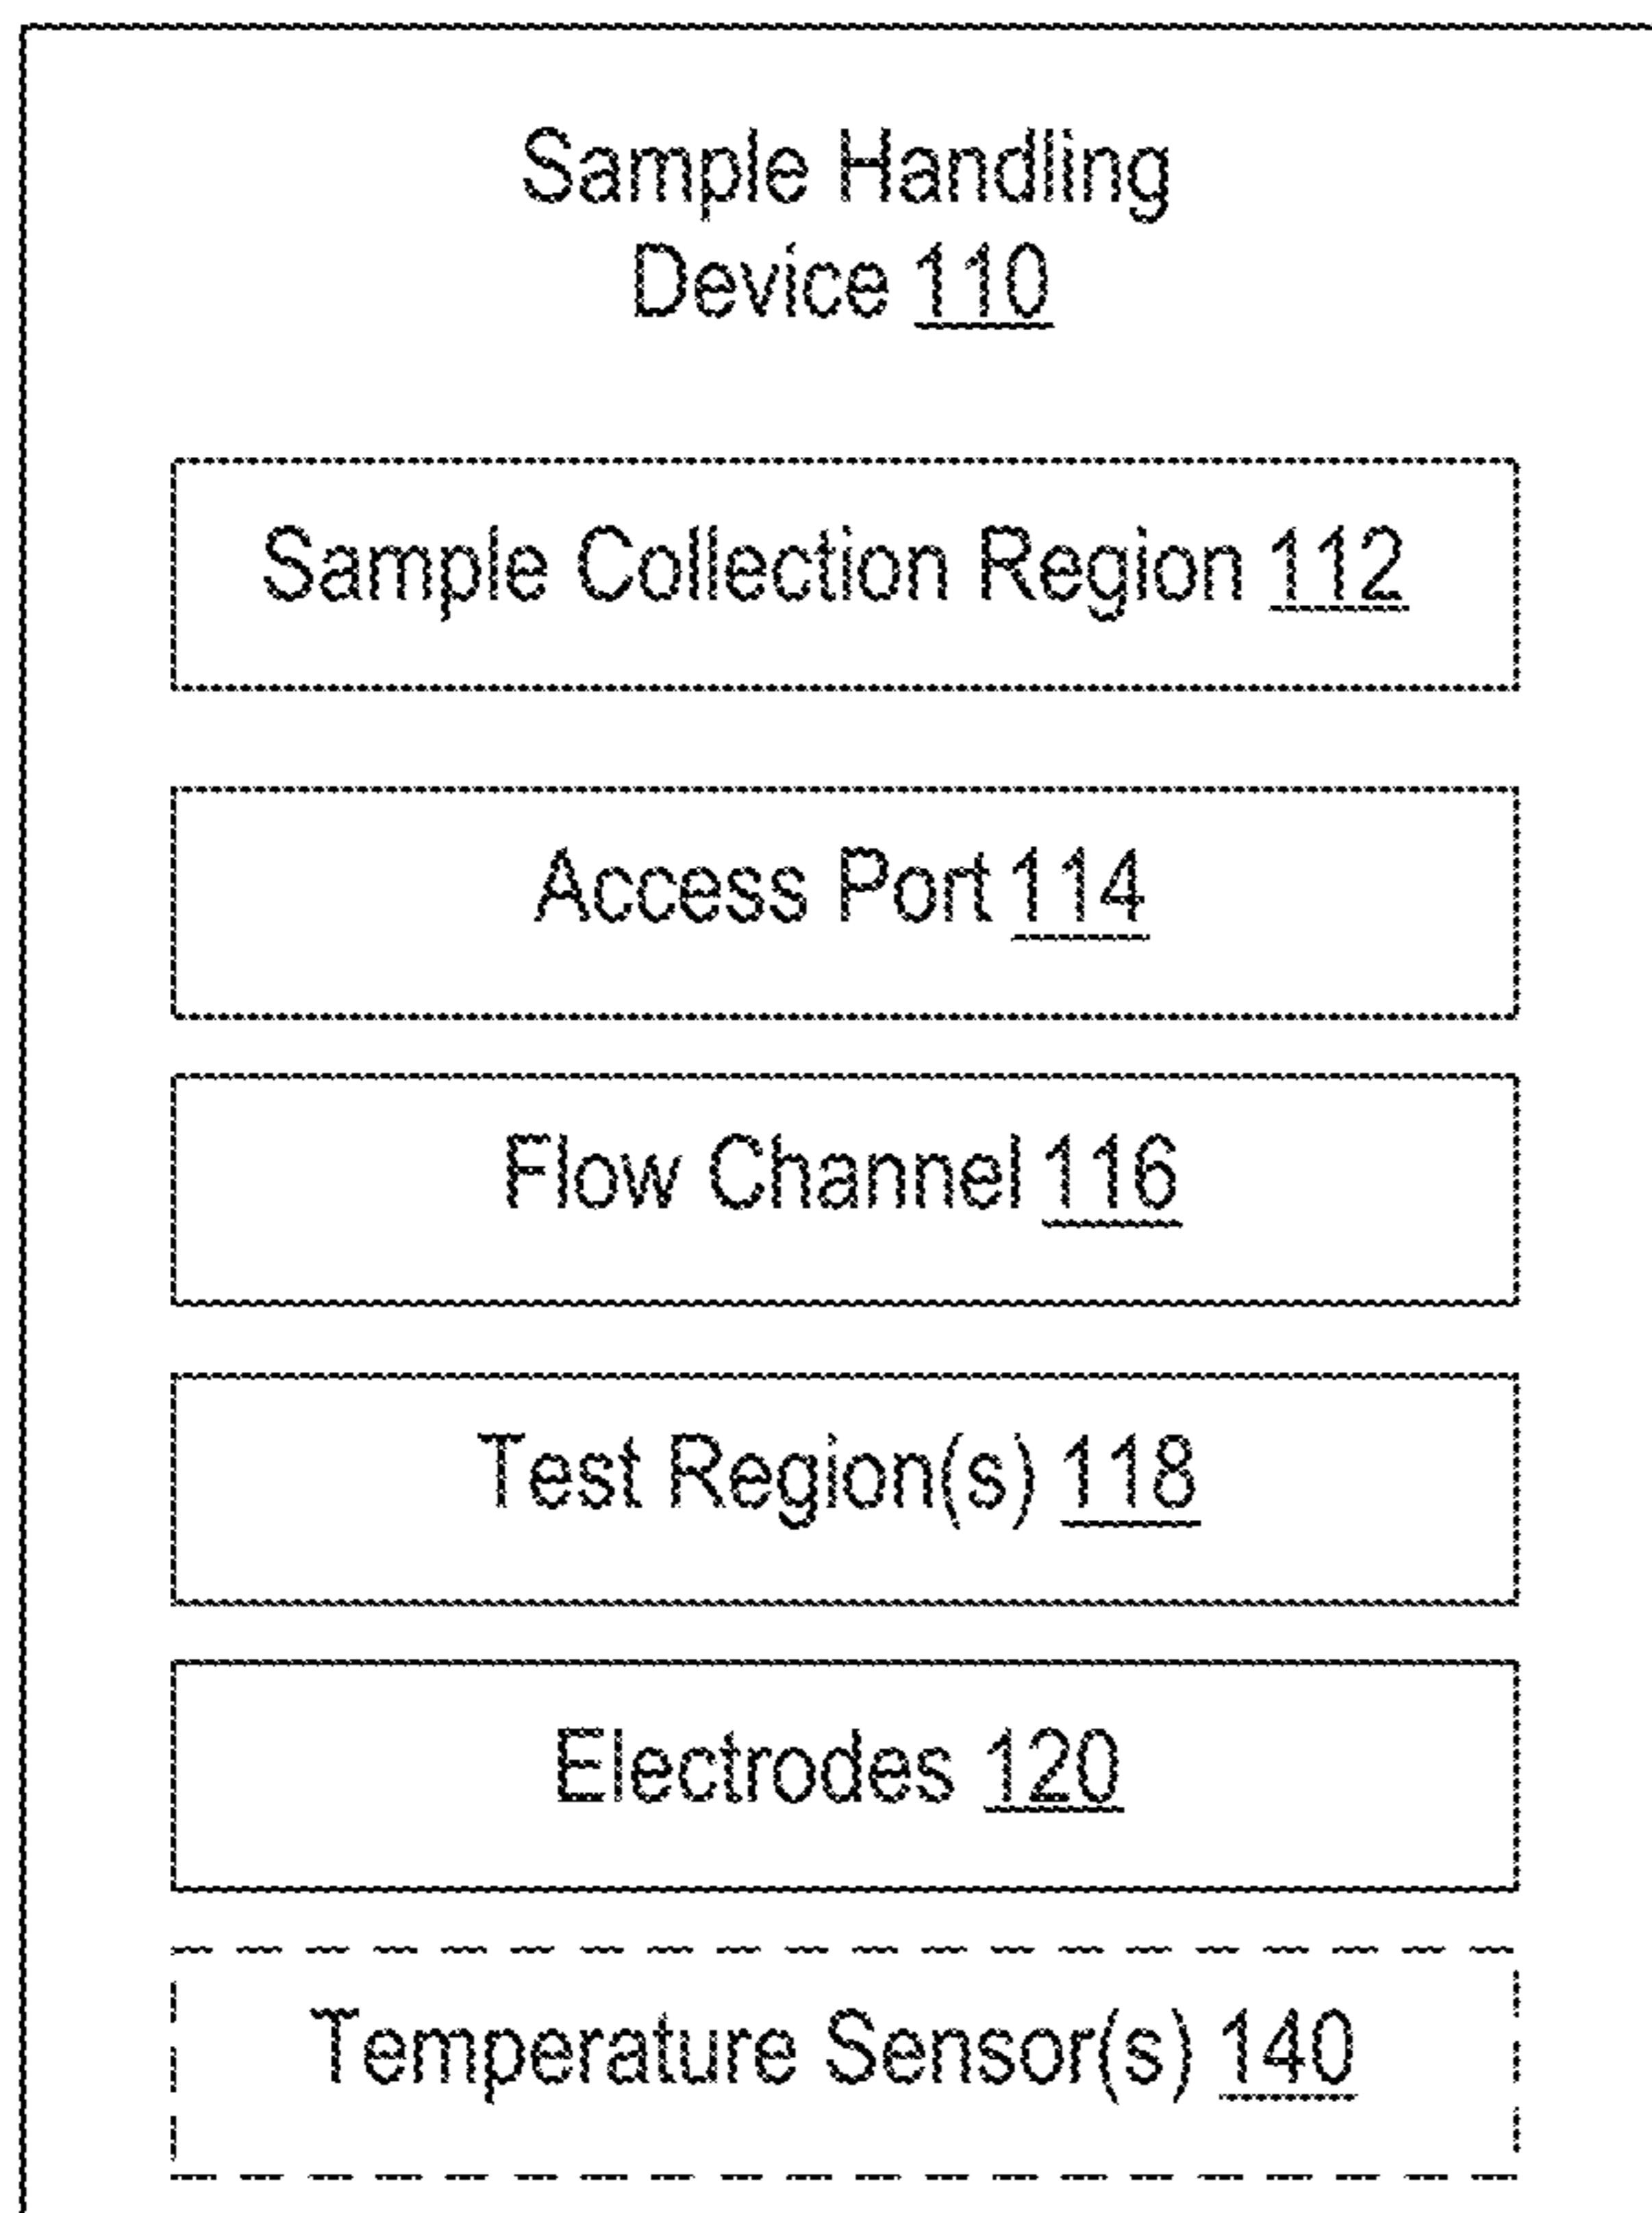 Sample Handling
Device 110
Sample Collection Region 112
Access Port 114
Flow Channel 116
Test Region(s) 118
Electrodes 120
Temperature Sensor(s) 140